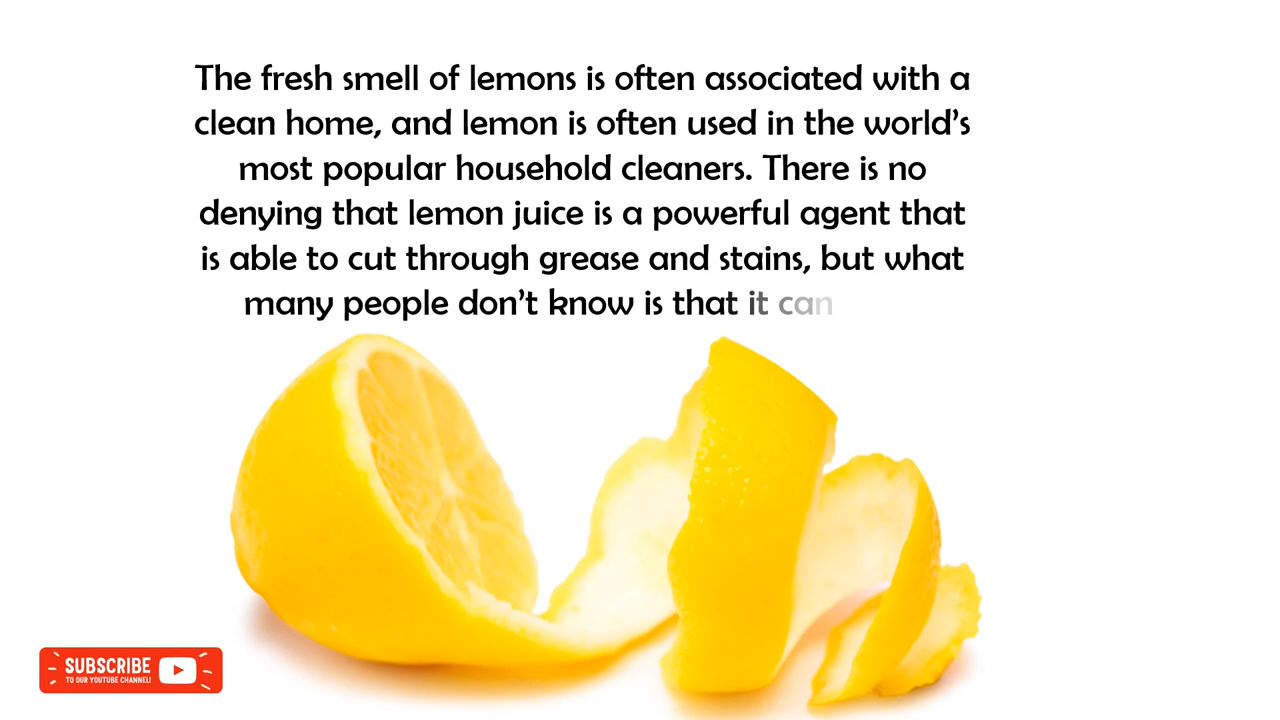 The fresh smell of lemons is often associated with a
clean home, and lemon is often used in the world’s
most popular household cleaners. There is no
denying that lemon juice is a powerful agent that
is able to cut through grease and stains, but what
many people don’t know is that it can
SUBSCRIBE
TO OUR YOUTUBE CHANNEL!